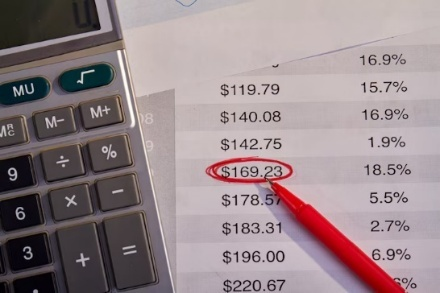 16.9%
$119.79 15.7%
$140.08 16.9%
$142.75 1.9%
$169.23 18.5%
$178.57 5.5%
$183.31 2.7%
$196.00 6.9%
$220.67
MU √
M− M+
9 ÷ %
6 × −
3 + =